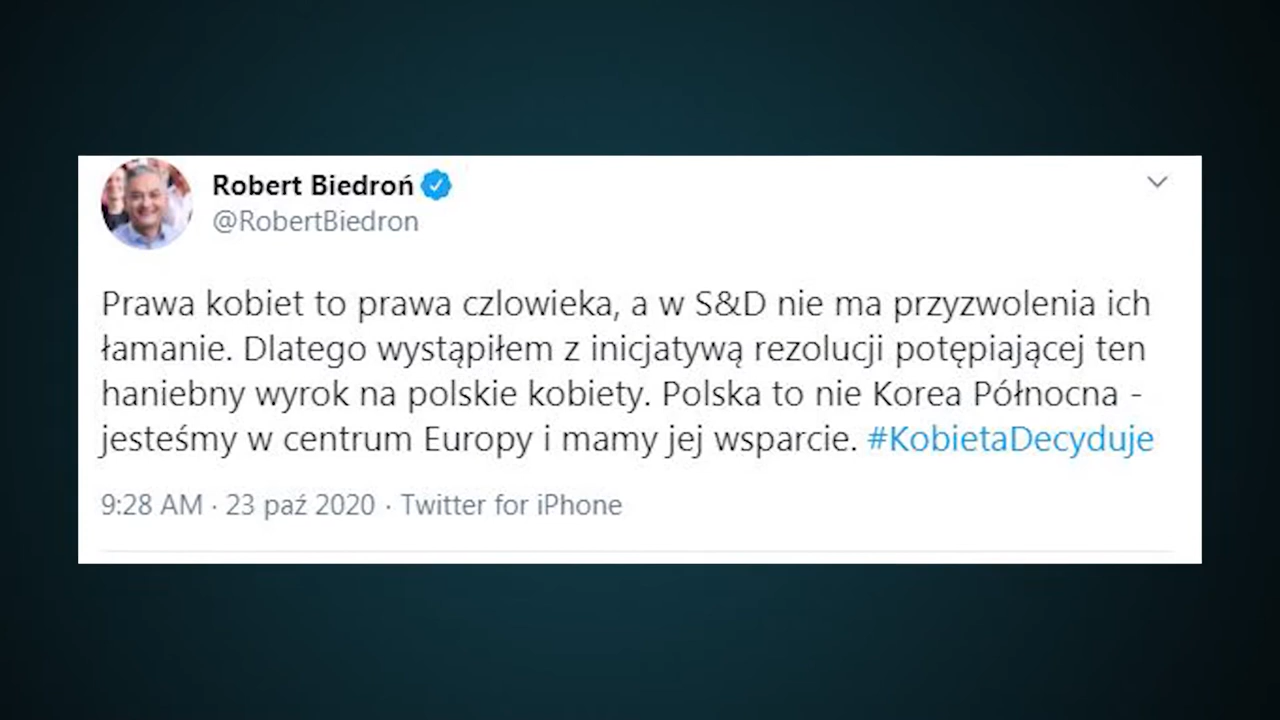 Robert Biedroń
@RobertBiedron
Prawa kobiet to prawa czlowieka, a w S&D nie ma przyzwolenia ich
łamanie. Dlatego wystąpiłem z inicjatywą rezolucji potępiającej ten
haniebny wyrok na polskie kobiety. Polska to nie Korea Północna -
jesteśmy w centrum Europy i mamy jej wsparcie. #KobietaDecyduje
9:28 AM · 23 paź 2020 · Twitter for iPhone